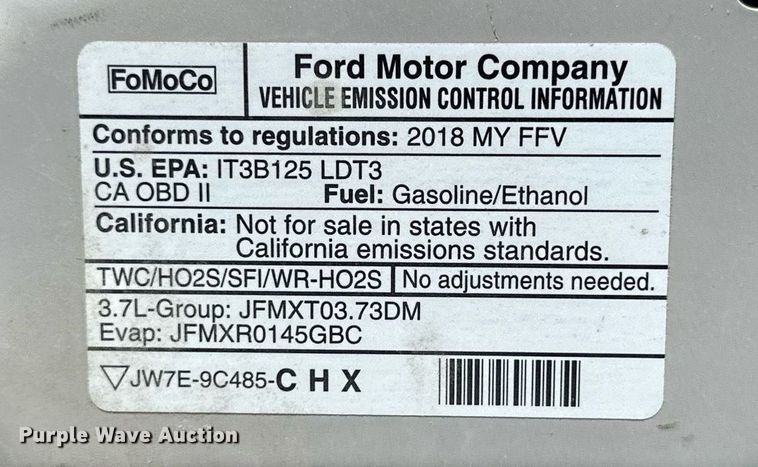 FoMoCo
Ford Motor Company
VEHICLE EMISSION CONTROL INFORMATION
Conforms to regulations: 2018 MY FFV
U.S. EPA: IT3B125 LDT3
CA OBD II Fuel: Gasoline/Ethanol
California: Not for sale in states with
California emissions standards.
TWC/HO2S/SFI/WR-HO2S No adjustments needed.
3.7L-Group: JFMXT03.73DM
Evap: JFMXR0145GBC
JW7E-9C485-C H X
Purple Wave Auction